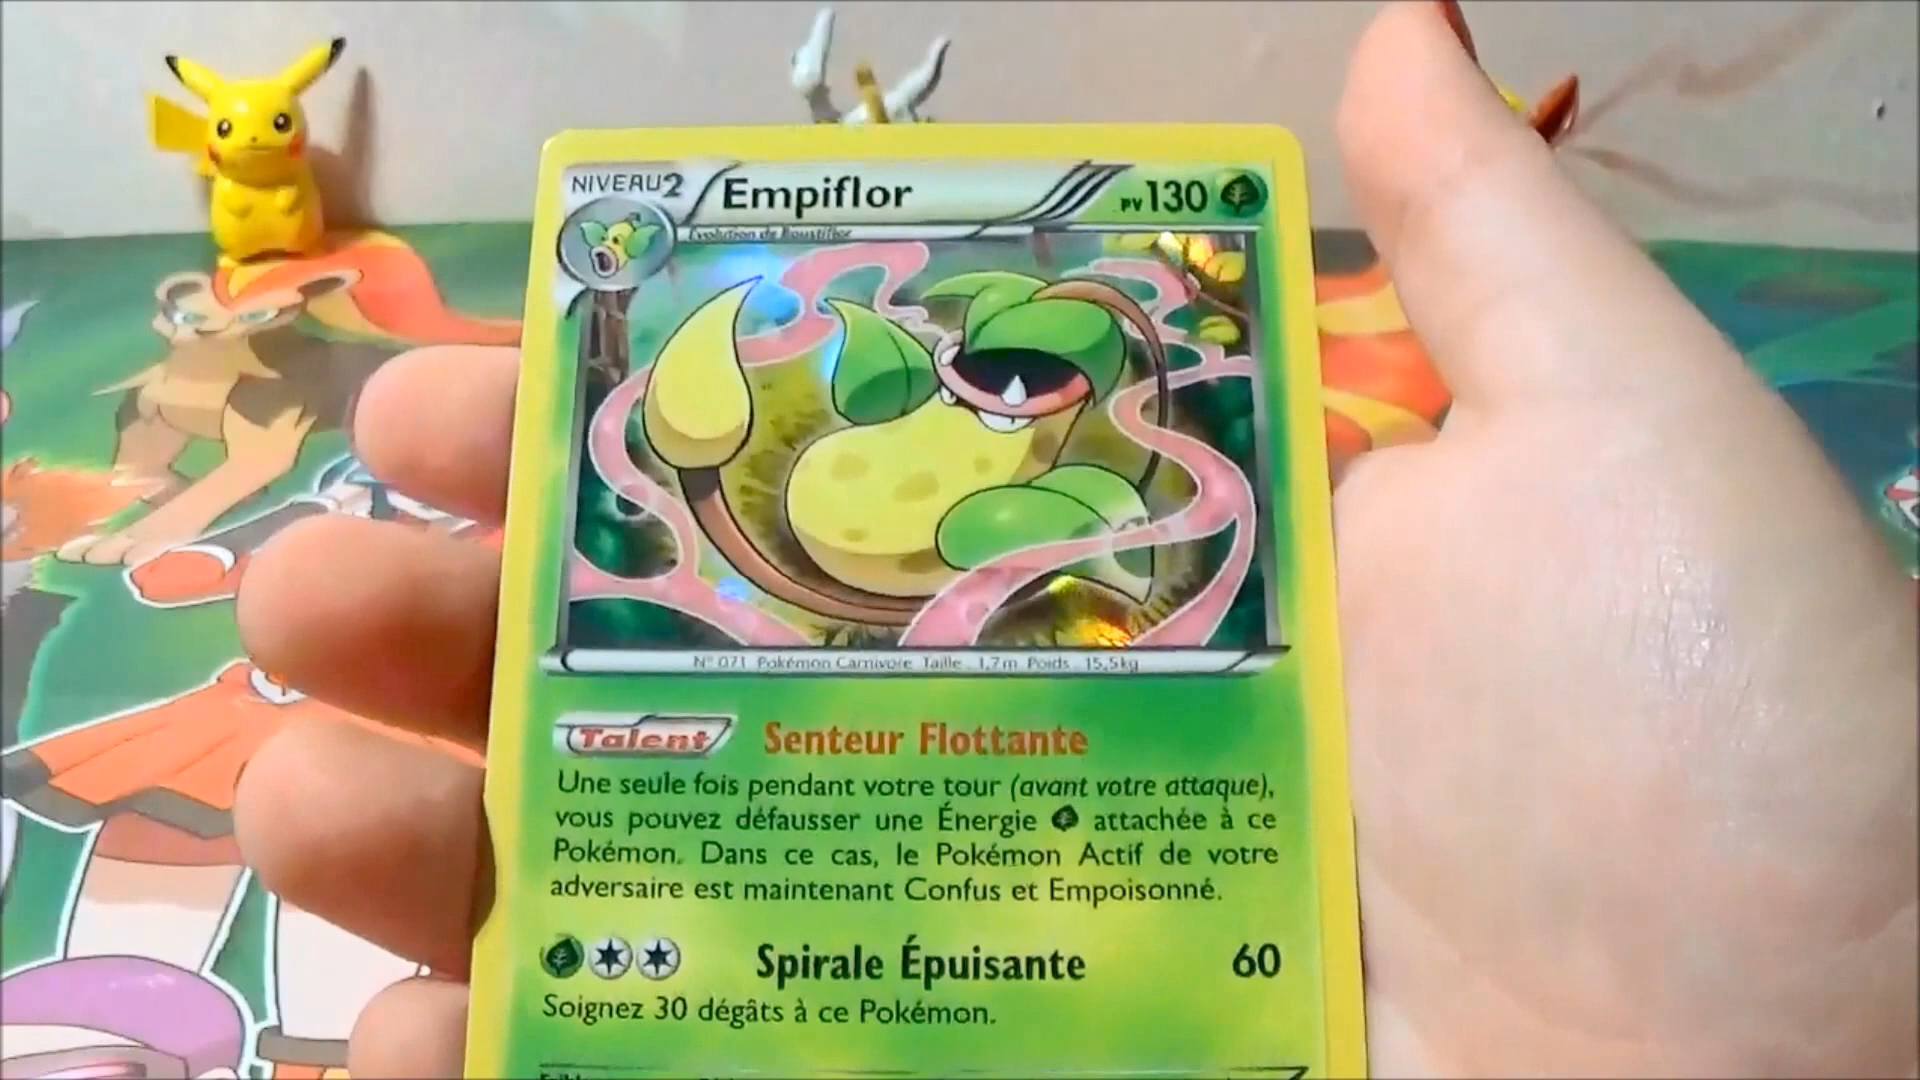 NIVEAU2 Empiflor PV130
Évolution de Boustiflor
N° 071 Pokémon Carnivore Taille : 1,7m Poids : 15,5kg
Talent Senteur Flottante
Une seule fois pendant votre tour (avant votre attaque),
vous pouvez défausser une Énergie attachée à ce
Pokémon. Dans ce cas, le Pokémon Actif de votre
adversaire est maintenant Confus et Empoisonné.
Spirale Épuisante 60
Soignez 30 dégâts à ce Pokémon.